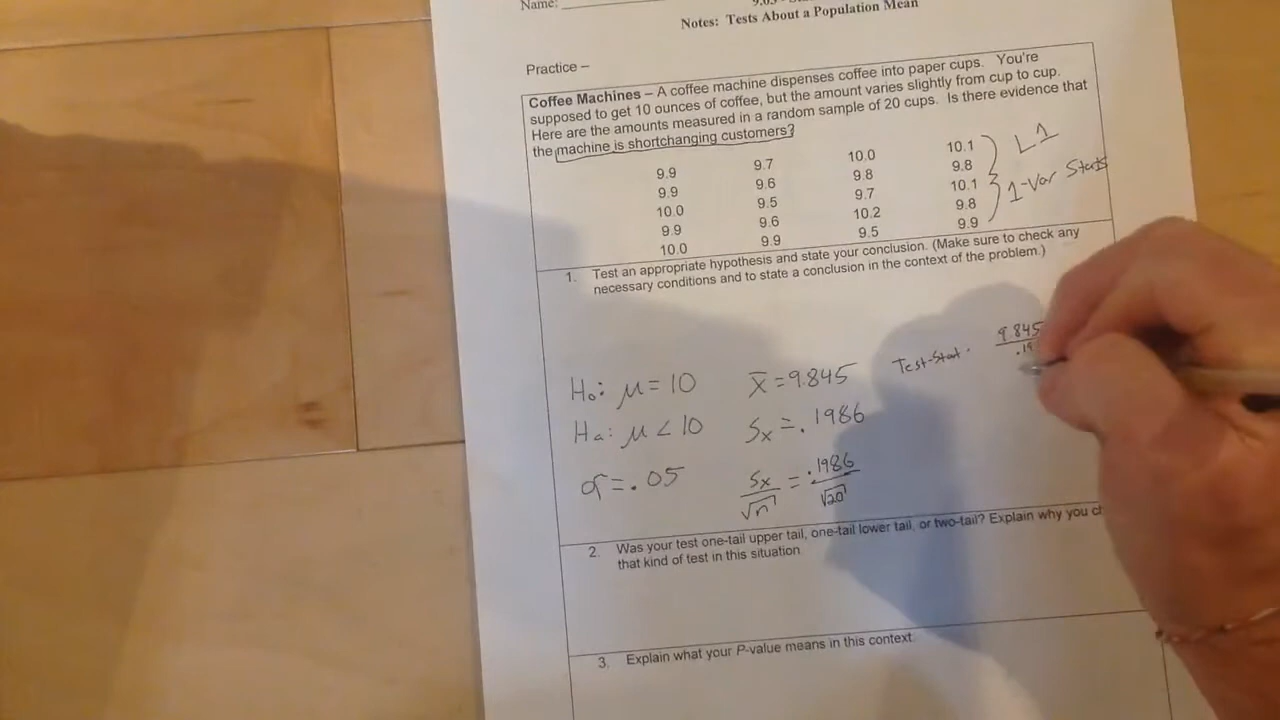 Name:
Notes: Tests About a Population Mean
Practice –
Coffee Machines – A coffee machine dispenses coffee into paper cups. You're
supposed to get 10 ounces of coffee, but the amount varies slightly from cup to cup.
Here are the amounts measured in a random sample of 20 cups. Is there evidence that
the machine is shortchanging customers?
9.9 9.7 10.0 10.1
9.9 9.6 9.8 9.8
10.0 9.5 9.7 10.1
9.9 9.6 10.2 9.8
10.0 9.9 9.5 9.9
L1
1-Var Stats
1. Test an appropriate hypothesis and state your conclusion. (Make sure to check any
necessary conditions and to state a conclusion in the context of the problem.)
H₀: μ = 10
Hₐ: μ < 10
α = .05
x̄ = 9.845
Sx = .1986
Sx/√n = .1986/√20
Test-Stat.
9.845
.19
2. Was your test one-tail upper tail, one-tail lower tail, or two-tail? Explain why you
that kind of test in this situation
3. Explain what your P-value means in this context.